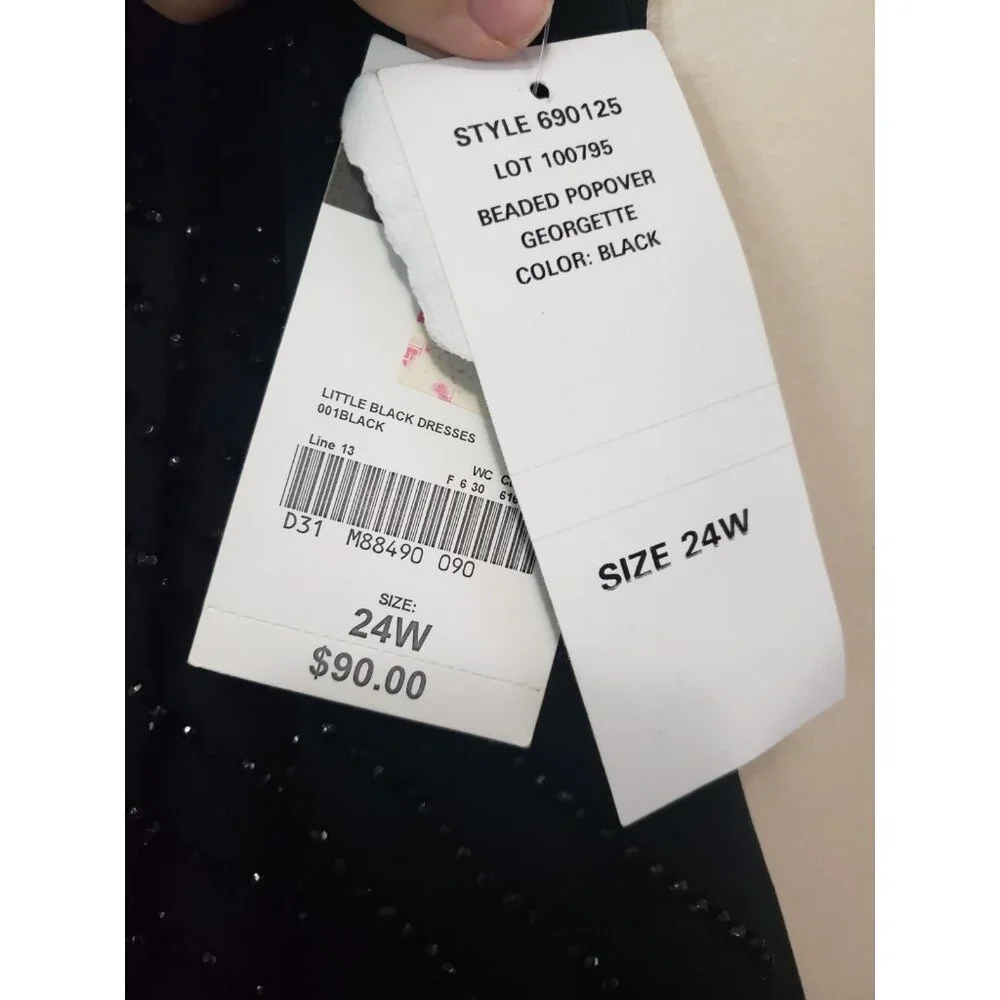 STYLE 690125
LOT 100795
BEADED POPOVER
GEORGETTE
COLOR: BLACK
SIZE 24W
LITTLE BLACK DRESSES
001BLACK
Line 13
WC
F 6 30
D31 M88490 090
SIZE:
24W
$90.00